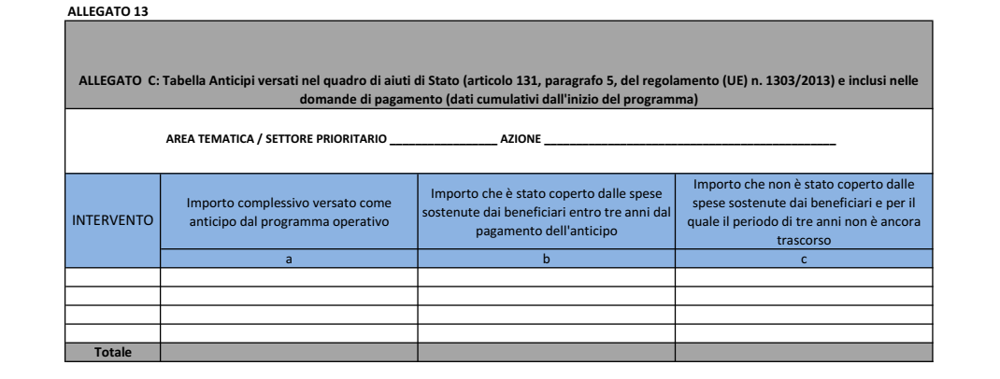 ALLEGATO 13
ALLEGATO C: Tabella Anticipi versati nel quadro di aiuti di Stato (articolo 131, paragrafo 5, del regolamento (UE) n. 1303/2013) e inclusi nelle
domande di pagamento (dati cumulativi dall'inizio del programma)
AREA TEMATICA / SETTORE PRIORITARIO ________________ AZIONE ____________________________________________
INTERVENTO
Importo complessivo versato come
anticipo dal programma operativo
Importo che è stato coperto dalle spese
sostenute dai beneficiari entro tre anni dal
pagamento dell'anticipo
Importo che non è stato coperto dalle
spese sostenute dai beneficiari e per il
quale il periodo di tre anni non è ancora
trascorso
a
b
c
Totale